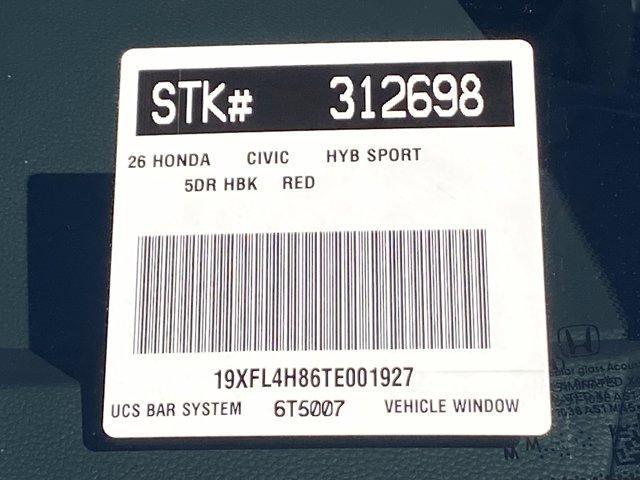 STK# 312698
26 HONDA CIVIC HYB SPORT
5DR HBK RED
19XFL4H86TE001927
UCS BAR SYSTEM 6T5007 VEHICLE WINDOW